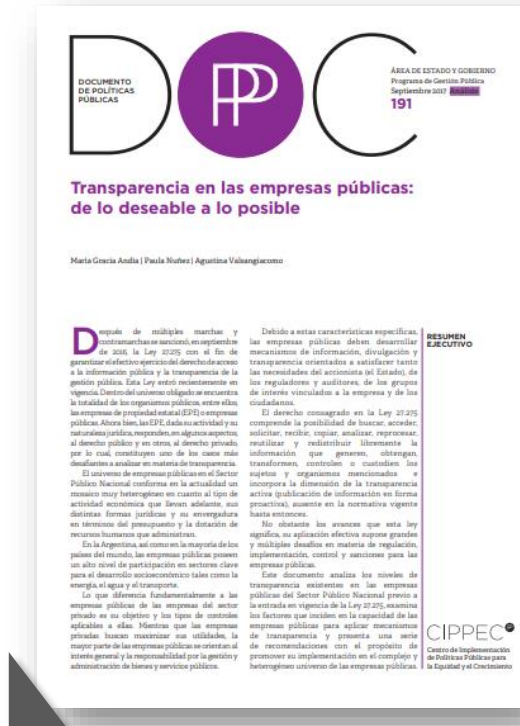 DOCUMENTO
DE POLÍTICAS
PÚBLICAS
D PP C
ÁREA DE ESTADO Y GOBIERNO
Programa de Gestión Pública
Septiembre 2017 Análisis
191
Transparencia en las empresas públicas:
de lo deseable a lo posible
María Gracia Andía | Paula Nuñez | Agustina Valsangiacomo
Después de múltiples marchas y
contramarchas se sancionó, en septiembre
de 2016, la Ley 27.275 con el fin de
garantizar el efectivo ejercicio del derecho de acceso
a la información pública y la transparencia de la
gestión pública. Esta Ley entró recientemente en
vigencia. Dentro del universo obligado se encuentra
la totalidad de los organismos públicos, entre ellos,
las empresas de propiedad estatal (EPE) o empresas
públicas. Ahora bien, las EPE, dada su actividad y su
naturaleza jurídica, responden, en algunos aspectos,
al derecho público y en otros, al derecho privado,
por lo cual, constituyen uno de los casos más
desafiantes a analizar en materia de transparencia.
El universo de empresas públicas en el Sector
Público Nacional conforma en la actualidad un
mosaico muy heterogéneo en cuanto al tipo de
actividad económica que llevan adelante, sus
distintas formas jurídicas y su envergadura
en términos del presupuesto y la dotación de
recursos humanos que administran.
En la Argentina, así como en la mayoría de los
países del mundo, las empresas públicas poseen
un alto nivel de participación en sectores clave
para el desarrollo socioeconómico tales como la
energía, el agua y el transporte.
Lo que diferencia fundamentalmente a las
empresas públicas de las empresas del sector
privado es su objetivo y los tipos de controles
aplicables a ellas. Mientras que las empresas
privadas buscan maximizar sus utilidades, la
mayor parte de las empresas públicas se orientan al
interés general y la responsabilidad por la gestión y
administración de bienes y servicios públicos.
Debido a estas características específicas,
las empresas públicas deben desarrollar
mecanismos de información, divulgación y
transparencia orientados a satisfacer tanto
las necesidades del accionista (el Estado), de
los reguladores y auditores, de los grupos
de interés vinculados a la empresa y de los
ciudadanos.
El derecho consagrado en la Ley 27.275
comprende la posibilidad de buscar, acceder,
solicitar, recibir, copiar, analizar, reprocesar,
reutilizar y redistribuir libremente la
información que generen, obtengan,
transformen, controlen o custodien los
sujetos y organismos mencionados e
incorpora la dimensión de la transparencia
activa (publicación de información en forma
proactiva), ausente en la normativa vigente
hasta entonces.
No obstante los avances que esta ley
significa, su aplicación efectiva supone grandes
y múltiples desafíos en materia de regulación,
implementación, control y sanciones para las
empresas públicas.
Este documento analiza los niveles de
transparencia existentes en las empresas
públicas del Sector Público Nacional previo a
la entrada en vigencia de la Ley 27.275, examina
los factores que inciden en la capacidad de las
empresas públicas para aplicar mecanismos
de transparencia y presenta una serie
de recomendaciones con el propósito de
promover su implementación en el complejo y
heterogéneo universo de las empresas públicas.
RESUMEN
EJECUTIVO
CIPPEC
Centro de Implementación
de Políticas Públicas para
la Equidad y el Crecimiento